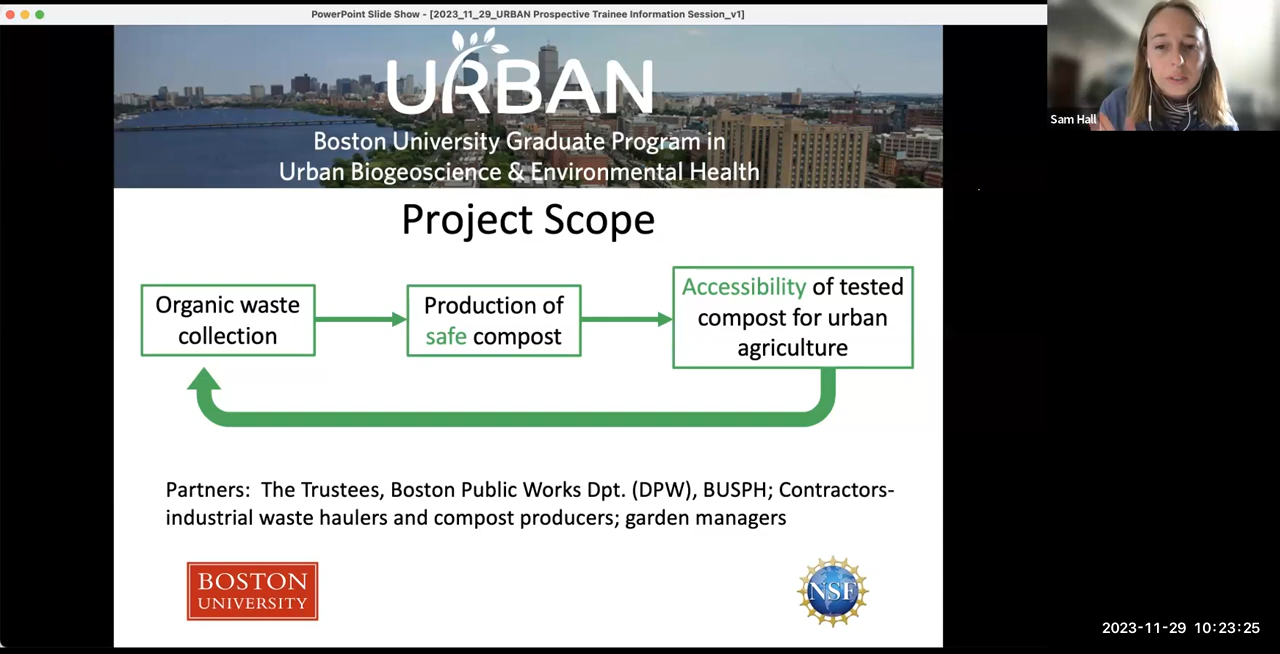 PowerPoint Slide Show - [2023_11_29_URBAN Prospective Trainee Information Session_v1]
URBAN
Boston University Graduate Program in
Urban Biogeoscience & Environmental Health
Sam Hall
Project Scope
Organic waste
collection
Production of
safe compost
Accessibility of tested
compost for urban
agriculture
Partners:  The Trustees, Boston Public Works Dpt. (DPW), BUSPH; Contractors-
industrial waste haulers and compost producers; garden managers
BOSTON
UNIVERSITY
NSF
2023-11-29 10:23:25